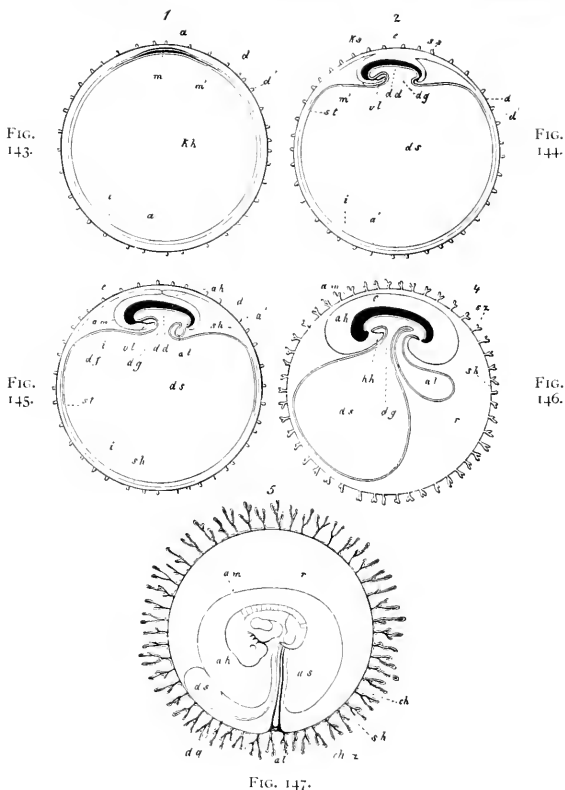 1
a
d
d'
m
m'
Kh
i
a
FIG. 143.
2
ks
e
sp
m'
vl
dd
dg
st
d
d'
ds
i
a'
FIG. 144.
e
ah
d
am
sh
a'
i
vl
dd
al
df
dg
st
ds
i
sh
FIG. 145.
am
e
4
sz
ah
sh
hh
al
ds
dg
r
FIG. 146.
5
am
r
ah
as
ds
ch
sh
dg
al
ch z
FIG. 147.